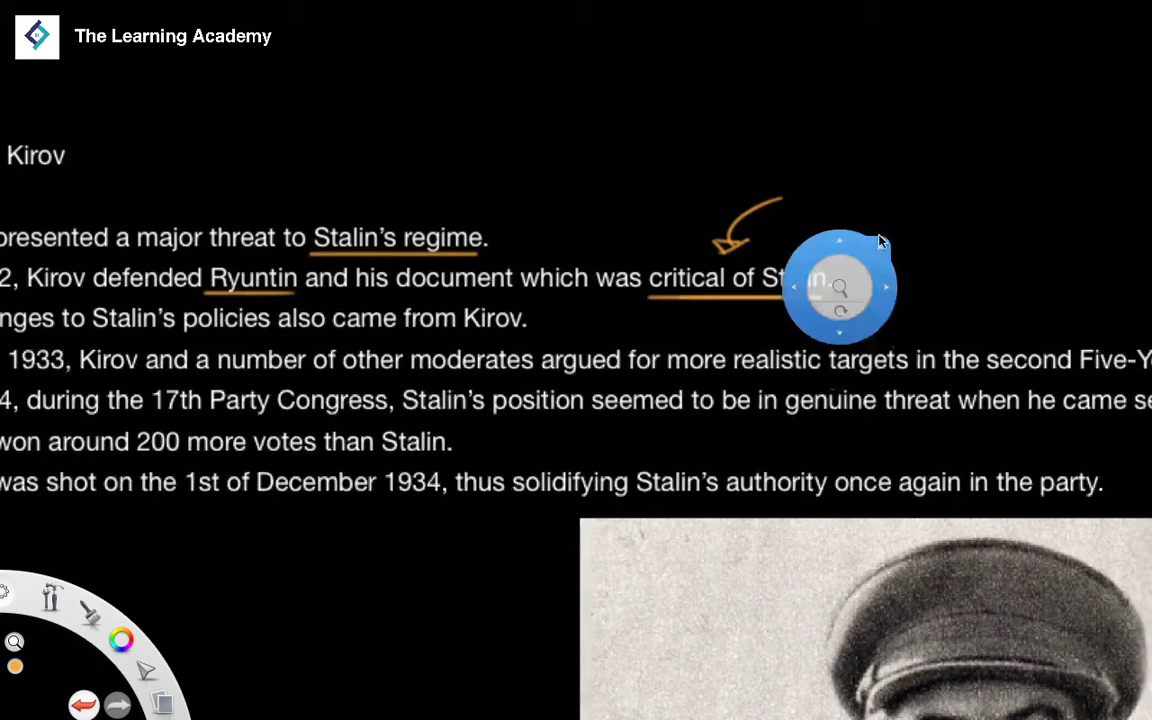 The Learning Academy
Kirov
presented a major threat to Stalin's regime.
2, Kirov defended Ryuntin and his document which was critical of Stalin.
nges to Stalin's policies also came from Kirov.
1933, Kirov and a number of other moderates argued for more realistic targets in the second Five-Y
4, during the 17th Party Congress, Stalin's position seemed to be in genuine threat when he came se
won around 200 more votes than Stalin.
was shot on the 1st of December 1934, thus solidifying Stalin's authority once again in the party.